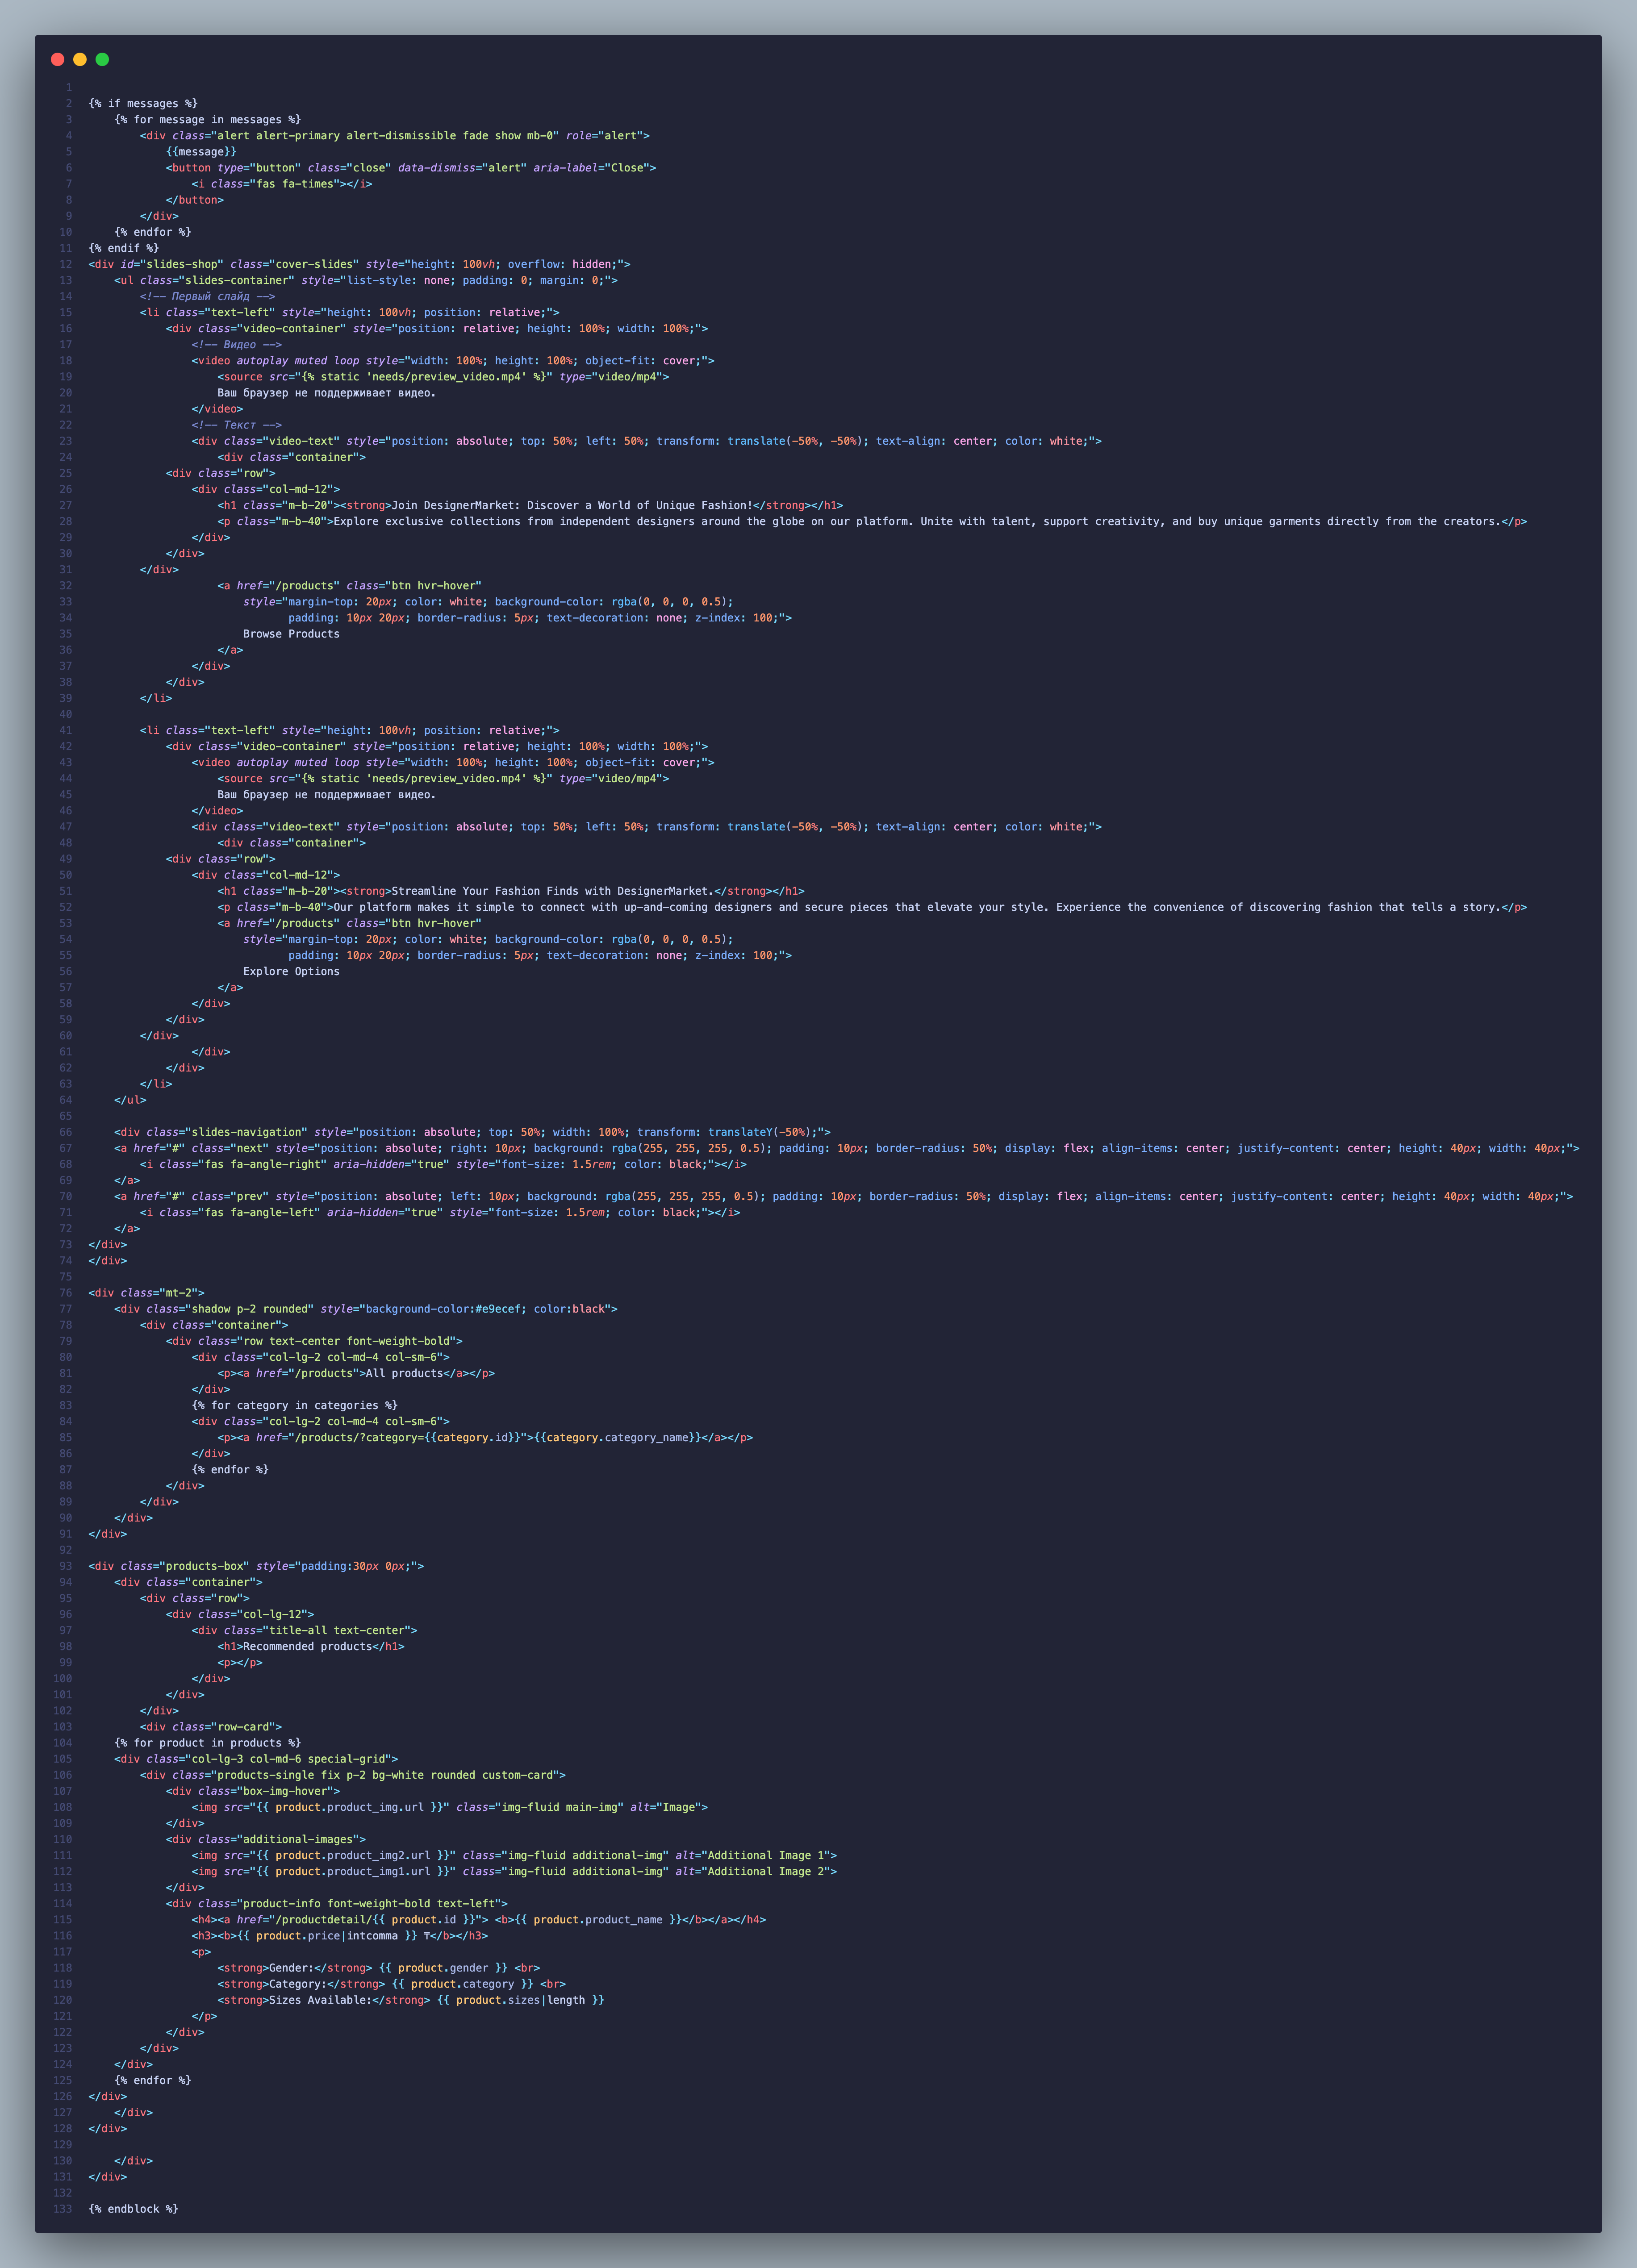 1
2 {% if messages %}
3     {% for message in messages %}
4         <div class="alert alert-primary alert-dismissible fade show mb-0" role="alert">
5             {{message}}
6             <button type="button" class="close" data-dismiss="alert" aria-label="Close">
7                 <i class="fas fa-times"></i>
8             </button>
9         </div>
10     {% endfor %}
11 {% endif %}
12 <div id="slides-shop" class="cover-slides" style="height: 100vh; overflow: hidden;">
13     <ul class="slides-container" style="list-style: none; padding: 0; margin: 0;">
14         <!-- Первый слайд -->
15         <li class="text-left" style="height: 100vh; position: relative;">
16             <div class="video-container" style="position: relative; height: 100%; width: 100%;">
17                 <!-- Видео -->
18                 <video autoplay muted loop style="width: 100%; height: 100%; object-fit: cover;">
19                     <source src="{% static 'needs/preview_video.mp4' %}" type="video/mp4">
20                     Ваш браузер не поддерживает видео.
21                 </video>
22                 <!-- Текст -->
23                 <div class="video-text" style="position: absolute; top: 50%; left: 50%; transform: translate(-50%, -50%); text-align: center; color: white;">
24                     <div class="container">
25             <div class="row">
26                 <div class="col-md-12">
27                     <h1 class="m-b-20"><strong>Join DesignerMarket: Discover a World of Unique Fashion!</strong></h1>
28                     <p class="m-b-40">Explore exclusive collections from independent designers around the globe on our platform. Unite with talent, support creativity, and buy unique garments directly from the creators.</p>
29                 </div>
30             </div>
31         </div>
32                     <a href="/products" class="btn hvr-hover"
33                         style="margin-top: 20px; color: white; background-color: rgba(0, 0, 0, 0.5);
34                                padding: 10px 20px; border-radius: 5px; text-decoration: none; z-index: 100;">
35                         Browse Products
36                     </a>
37                 </div>
38             </div>
39         </li>
40
41         <li class="text-left" style="height: 100vh; position: relative;">
42             <div class="video-container" style="position: relative; height: 100%; width: 100%;">
43                 <video autoplay muted loop style="width: 100%; height: 100%; object-fit: cover;">
44                     <source src="{% static 'needs/preview_video.mp4' %}" type="video/mp4">
45                     Ваш браузер не поддерживает видео.
46                 </video>
47                 <div class="video-text" style="position: absolute; top: 50%; left: 50%; transform: translate(-50%, -50%); text-align: center; color: white;">
48                     <div class="container">
49             <div class="row">
50                 <div class="col-md-12">
51                     <h1 class="m-b-20"><strong>Streamline Your Fashion Finds with DesignerMarket.</strong></h1>
52                     <p class="m-b-40">Our platform makes it simple to connect with up-and-coming designers and secure pieces that elevate your style. Experience the convenience of discovering fashion that tells a story.</p>
53                     <a href="/products" class="btn hvr-hover"
54                         style="margin-top: 20px; color: white; background-color: rgba(0, 0, 0, 0.5);
55                                padding: 10px 20px; border-radius: 5px; text-decoration: none; z-index: 100;">
56                         Explore Options
57                     </a>
58                 </div>
59             </div>
60         </div>
61                 </div>
62             </div>
63         </li>
64     </ul>
65
66     <div class="slides-navigation" style="position: absolute; top: 50%; width: 100%; transform: translateY(-50%);">
67     <a href="#" class="next" style="position: absolute; right: 10px; background: rgba(255, 255, 255, 0.5); padding: 10px; border-radius: 50%; display: flex; align-items: center; justify-content: center; height: 40px; width: 40px;">
68         <i class="fas fa-angle-right" aria-hidden="true" style="font-size: 1.5rem; color: black;"></i>
69     </a>
70     <a href="#" class="prev" style="position: absolute; left: 10px; background: rgba(255, 255, 255, 0.5); padding: 10px; border-radius: 50%; display: flex; align-items: center; justify-content: center; height: 40px; width: 40px;">
71         <i class="fas fa-angle-left" aria-hidden="true" style="font-size: 1.5rem; color: black;"></i>
72     </a>
73 </div>
74 </div>
75
76 <div class="mt-2">
77     <div class="shadow p-2 rounded" style="background-color:#e9ecef; color:black">
78         <div class="container">
79             <div class="row text-center font-weight-bold">
80                 <div class="col-lg-2 col-md-4 col-sm-6">
81                     <p><a href="/products">All products</a></p>
82                 </div>
83                 {% for category in categories %}
84                 <div class="col-lg-2 col-md-4 col-sm-6">
85                     <p><a href="/products/?category={{category.id}}">{{category.category_name}}</a></p>
86                 </div>
87                 {% endfor %}
88             </div>
89         </div>
90     </div>
91 </div>
92
93 <div class="products-box" style="padding:30px 0px;">
94     <div class="container">
95         <div class="row">
96             <div class="col-lg-12">
97                 <div class="title-all text-center">
98                     <h1>Recommended products</h1>
99                     <p></p>
100                 </div>
101             </div>
102         </div>
103         <div class="row-card">
104     {% for product in products %}
105     <div class="col-lg-3 col-md-6 special-grid">
106         <div class="products-single fix p-2 bg-white rounded custom-card">
107             <div class="box-img-hover">
108                 <img src="{{ product.product_img.url }}" class="img-fluid main-img" alt="Image">
109             </div>
110             <div class="additional-images">
111                 <img src="{{ product.product_img2.url }}" class="img-fluid additional-img" alt="Additional Image 1">
112                 <img src="{{ product.product_img1.url }}" class="img-fluid additional-img" alt="Additional Image 2">
113             </div>
114             <div class="product-info font-weight-bold text-left">
115                 <h4><a href="/productdetail/{{ product.id }}"> <b>{{ product.product_name }}</b></a></h4>
116                 <h3><b>{{ product.price|intcomma }} ₸</b></h3>
117                 <p>
118                     <strong>Gender:</strong> {{ product.gender }} <br>
119                     <strong>Category:</strong> {{ product.category }} <br>
120                     <strong>Sizes Available:</strong> {{ product.sizes|length }}
121                 </p>
122             </div>
123         </div>
124     </div>
125     {% endfor %}
126 </div>
127     </div>
128 </div>
129
130     </div>
131 </div>
132
133 {% endblock %}